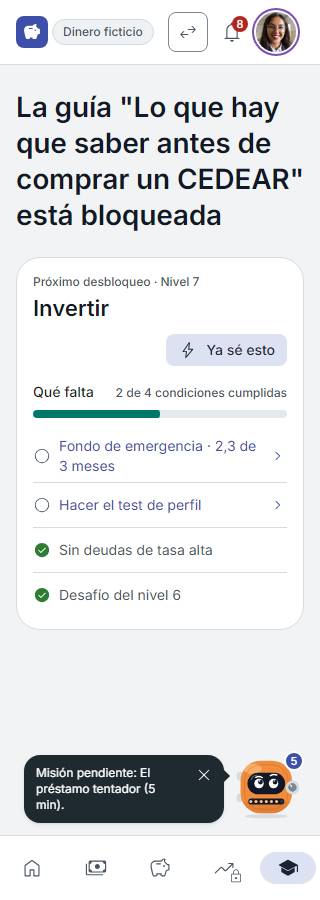 Dinero ficticio
8
La guía "Lo que hay
que saber antes de
comprar un CEDEAR"
está bloqueada
Próximo desbloqueo · Nivel 7
Invertir
Ya sé esto
Qué falta
2 de 4 condiciones cumplidas
Fondo de emergencia · 2,3 de
3 meses
Hacer el test de perfil
Sin deudas de tasa alta
Desafío del nivel 6
Misión pendiente: El
préstamo tentador (5
min).
5